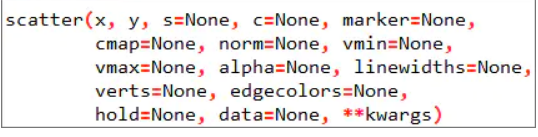 scatter(x, y, s=None, c=None, marker=None,
cmap=None, norm=None, vmin=None,
vmax=None, alpha=None, linewidths=None,
verts=None, edgecolors=None,
hold=None, data=None, **kwargs)